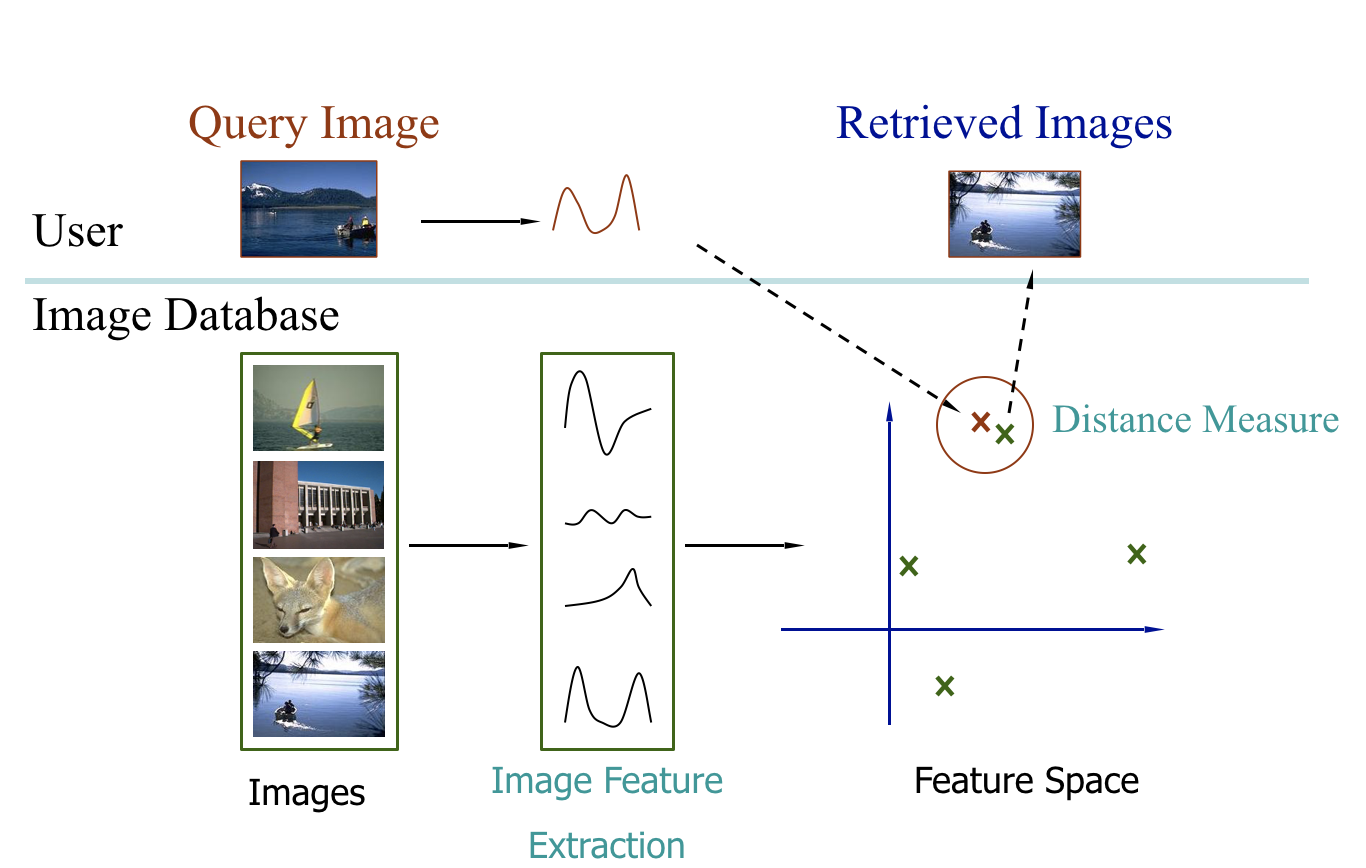 Query Image
Retrieved Images
User
Image Database
Distance Measure
Images
Image Feature
Extraction
Feature Space